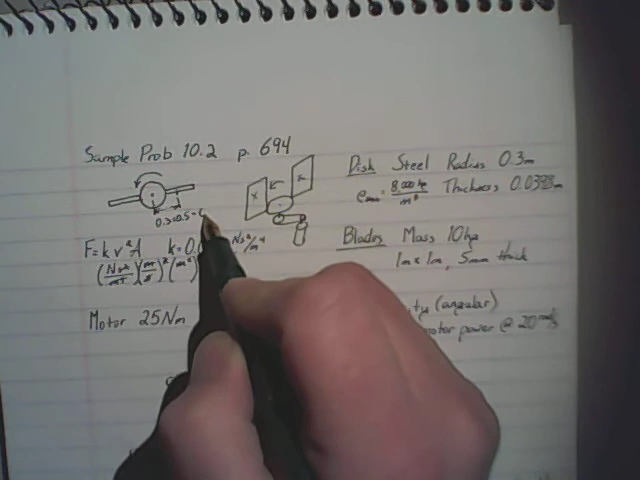 Sample Prob 10.2 p. 694
Disk Steel Radius 0.3m
8,000 kg/m³ Thickness
x x
0.3+0.5=
Blades Mass 10kg
1m x 1m, 5mm thick
F=kv²A k=0.0 Ns²/m⁴
(Ns²/m⁴)(m/s)²(m²)
Motor 25Nm
(angular)
motor power @ 20 rad/s